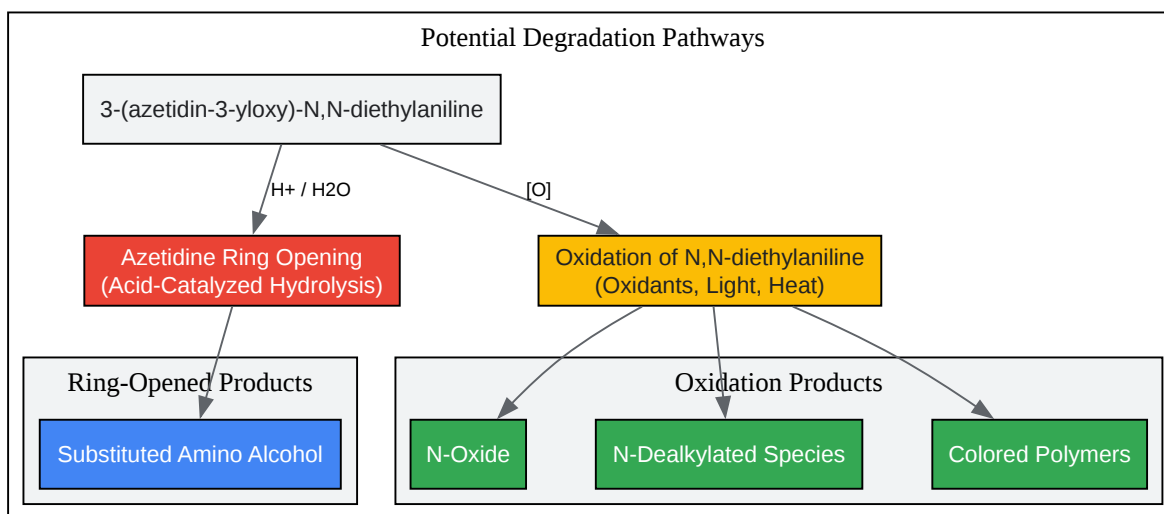 Potential Degradation Pathways
3-(azetidin-3-yloxy)-N,N-diethylaniline
H+ / H2O
[O]
Azetidine Ring Opening
(Acid-Catalyzed Hydrolysis)
Oxidation of N,N-diethylaniline
(Oxidants, Light, Heat)
Ring-Opened Products
Substituted Amino Alcohol
Oxidation Products
N-Oxide
N-Dealkylated Species
Colored Polymers